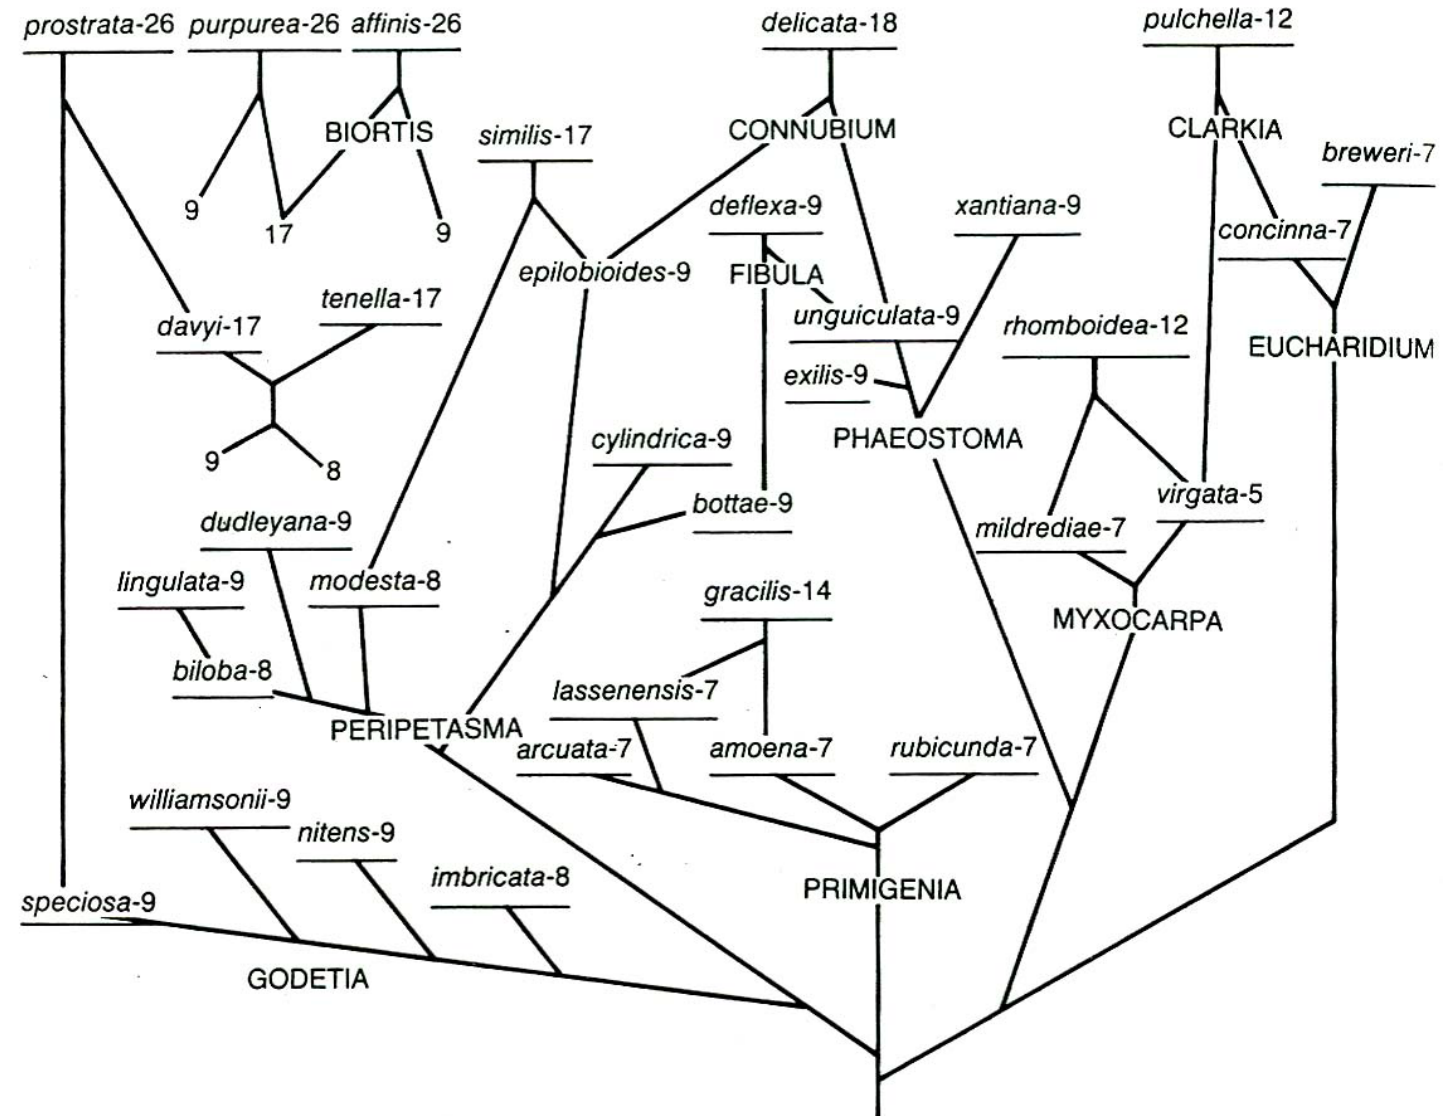 prostrata-26
purpurea-26
affinis-26
delicata-18
pulchella-12
BIORTIS
similis-17
CONNUBIUM
CLARKIA
breweri-7
9
17
9
deflexa-9
xantiana-9
concinna-7
epilobioides-9
FIBULA
tenella-17
davyi-17
unguiculata-9
rhomboidea-12
EUCHARIDIUM
exilis-9
9
8
cylindrica-9
PHAEOSTOMA
dudleyana-9
bottae-9
virgata-5
mildrediae-7
lingulata-9
modesta-8
gracilis-14
MYXOCARPA
biloba-8
lassenensis-7
PERIPETASMA
arcuata-7
amoena-7
rubicunda-7
williamsonii-9
nitens-9
imbricata-8
PRIMIGENIA
speciosa-9
GODETIA